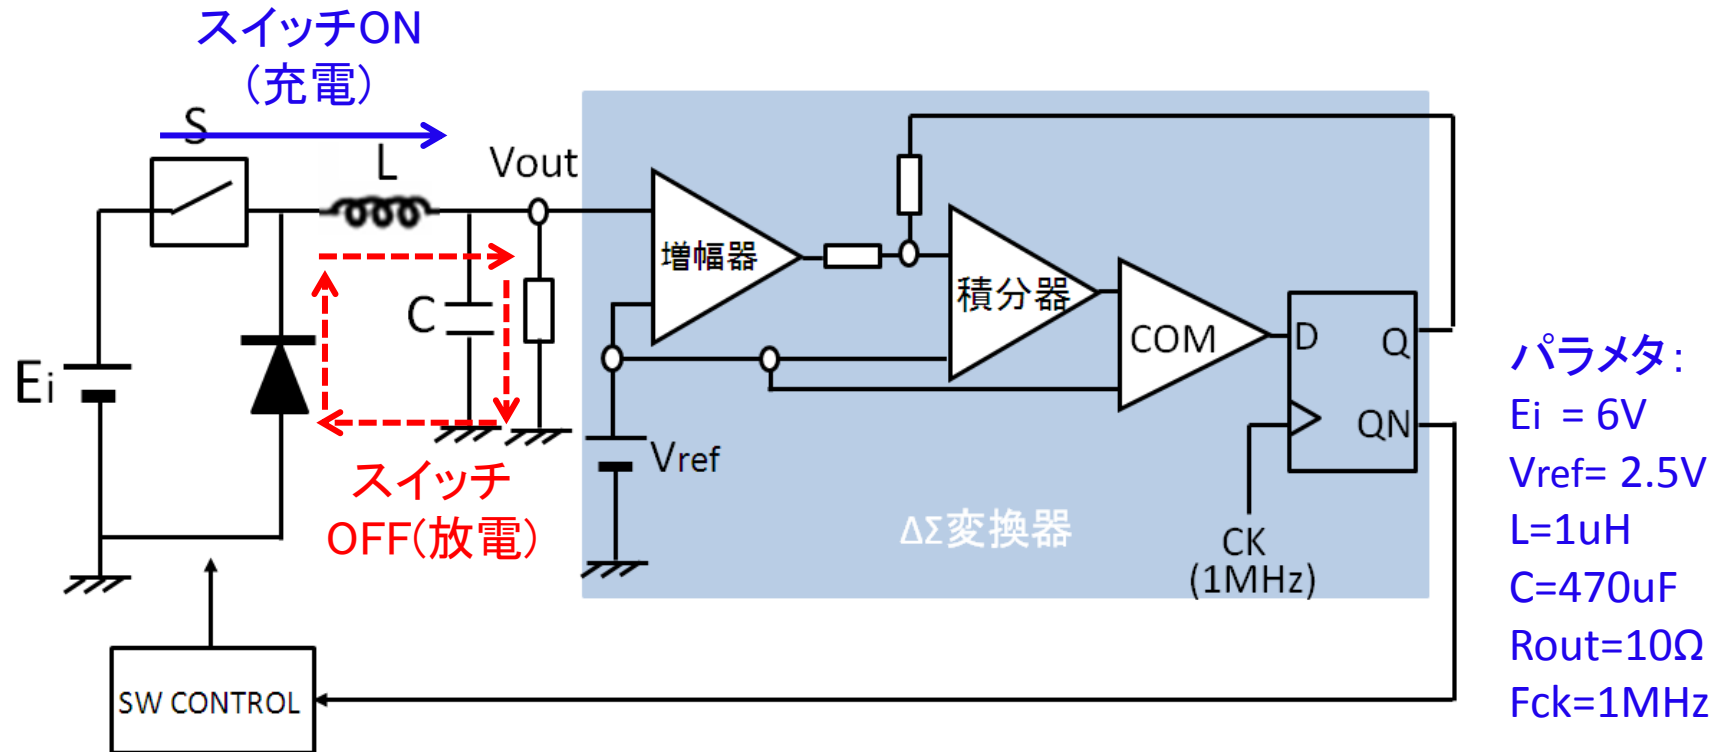 スイッチON
(充電)
S
L
Vout
増幅器
積分器
COM
D
Q
QN
C
Ei
Vref
スイッチ
OFF(放電)
ΔΣ変換器
CK
(1MHz)
SW CONTROL
パラメタ:
Ei = 6V
Vref= 2.5V
L=1uH
C=470uF
Rout=10Ω
Fck=1MHz